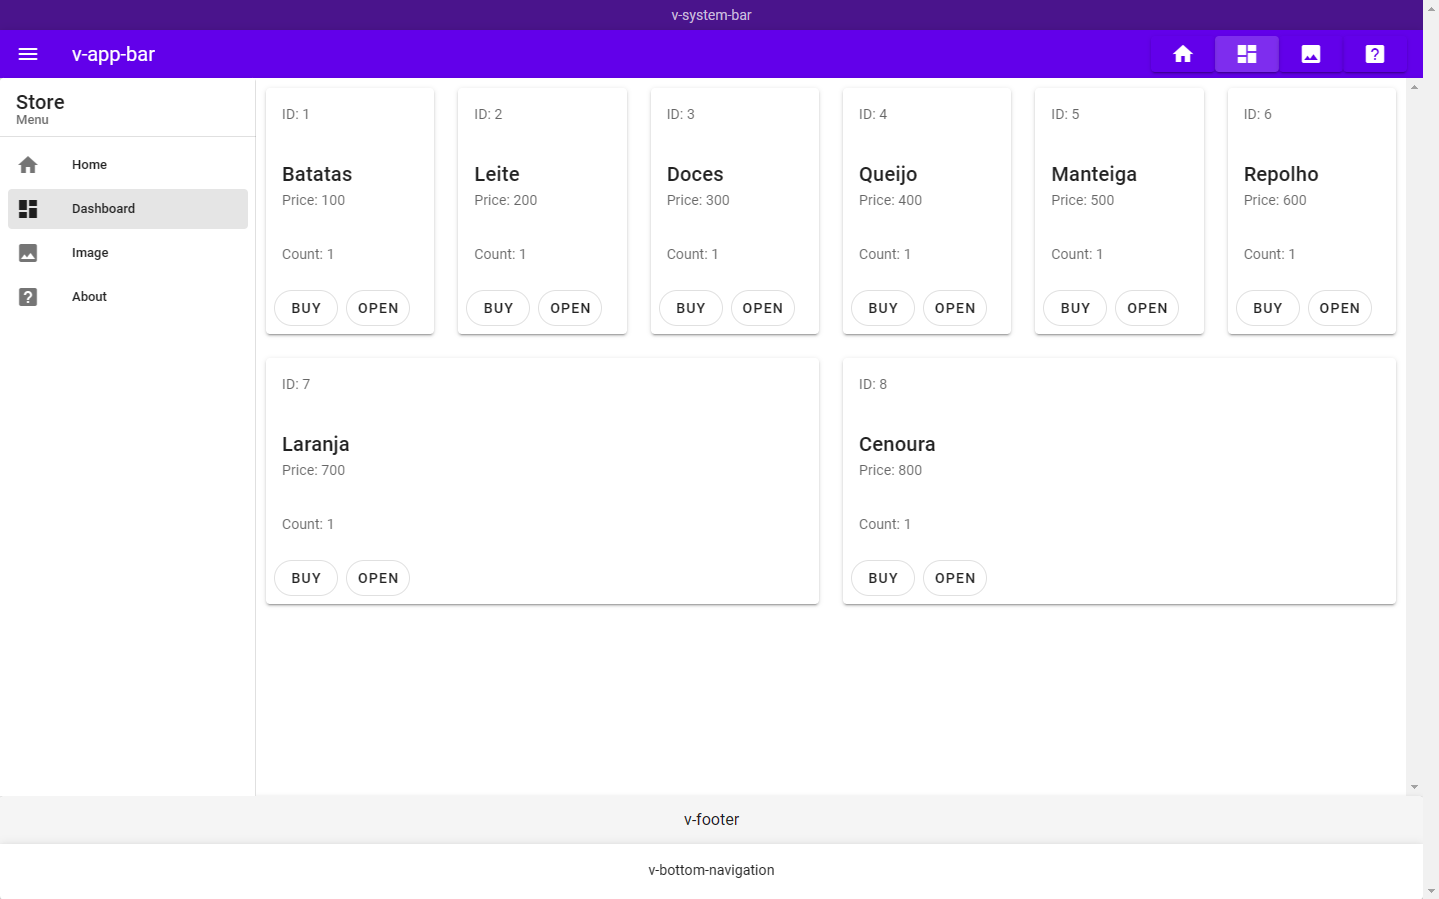 v-system-bar
v-app-bar
Store
Menu
Home
Dashboard
Image
About
ID: 1
Batatas
Price: 100
Count: 1
BUY OPEN
ID: 2
Leite
Price: 200
Count: 1
BUY OPEN
ID: 3
Doces
Price: 300
Count: 1
BUY OPEN
ID: 4
Queijo
Price: 400
Count: 1
BUY OPEN
ID: 5
Manteiga
Price: 500
Count: 1
BUY OPEN
ID: 6
Repolho
Price: 600
Count: 1
BUY OPEN
ID: 7
Laranja
Price: 700
Count: 1
BUY OPEN
ID: 8
Cenoura
Price: 800
Count: 1
BUY OPEN
v-footer
v-bottom-navigation